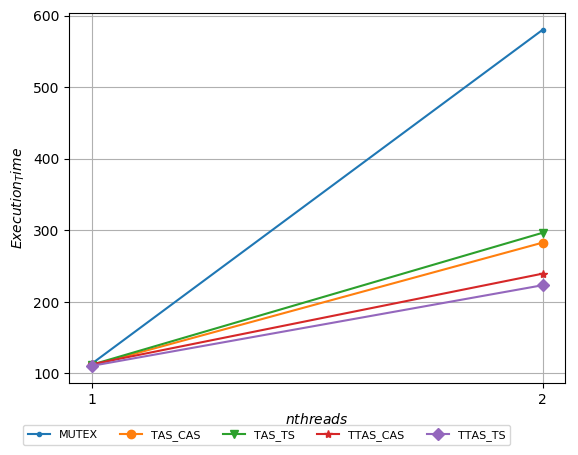 600
500
400
300
200
100
Execution_Time
1 2
nthreads
MUTEX TAS_CAS TAS_TS TTAS_CAS TTAS_TS